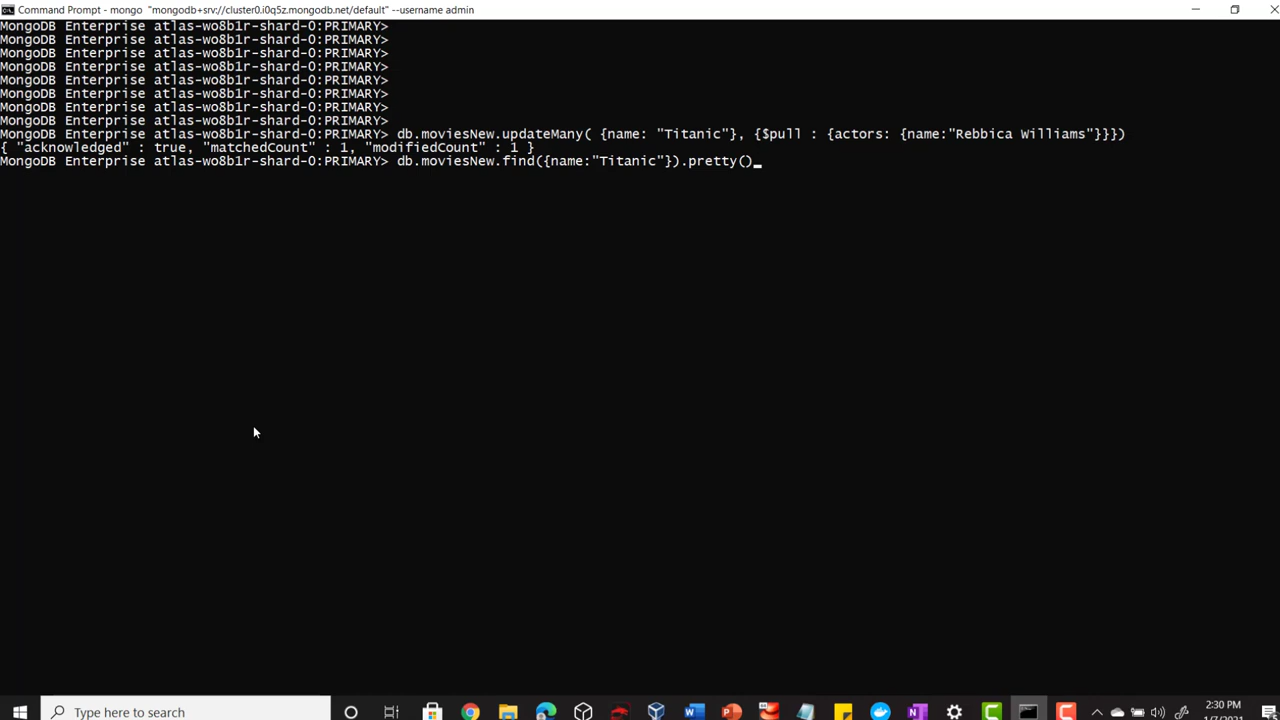 Command Prompt - mongo "mongodb+srv://cluster0.i0q5z.mongodb.net/default" --username admin
MongoDB Enterprise atlas-wo8b1r-shard-0:PRIMARY>
MongoDB Enterprise atlas-wo8b1r-shard-0:PRIMARY>
MongoDB Enterprise atlas-wo8b1r-shard-0:PRIMARY>
MongoDB Enterprise atlas-wo8b1r-shard-0:PRIMARY>
MongoDB Enterprise atlas-wo8b1r-shard-0:PRIMARY>
MongoDB Enterprise atlas-wo8b1r-shard-0:PRIMARY>
MongoDB Enterprise atlas-wo8b1r-shard-0:PRIMARY>
MongoDB Enterprise atlas-wo8b1r-shard-0:PRIMARY>
MongoDB Enterprise atlas-wo8b1r-shard-0:PRIMARY> db.moviesNew.updateMany( {name: "Titanic"}, {$pull : {actors: {name:"Rebbica Williams"}}})
{ "acknowledged" : true, "matchedCount" : 1, "modifiedCount" : 1 }
MongoDB Enterprise atlas-wo8b1r-shard-0:PRIMARY> db.moviesNew.find({name:"Titanic"}).pretty()
Type here to search
2:30 PM
1/7/2021